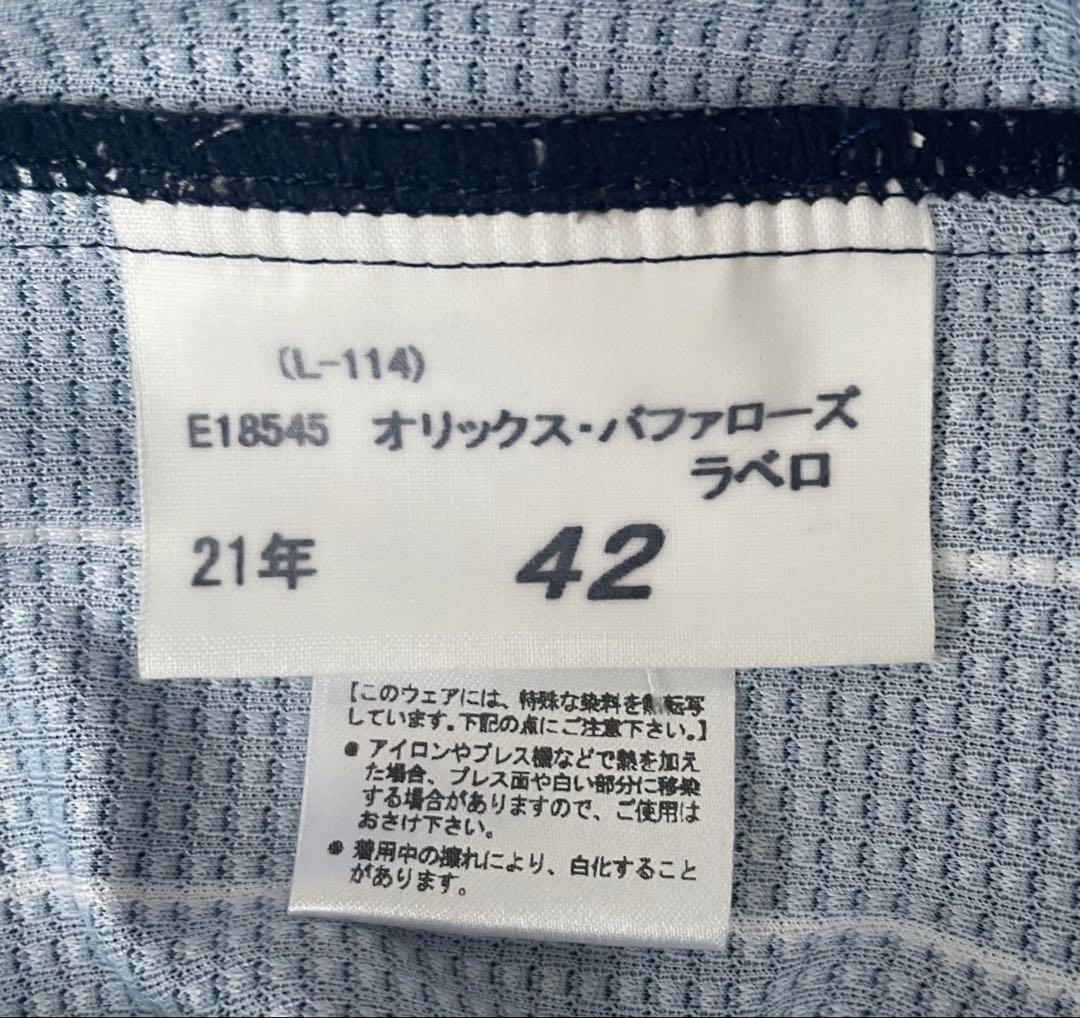 (L-114)
E18545 オリックス・バファローズ
ラベロ
21年 42
【このウェアには、特殊な染料を熱転写
しています。下記の点にご注意下さい。】
● アイロンやプレス機などで熱を加え
た場合、プレス面や白い部分に移染
する場合がありますので、ご使用は
おさけ下さい。
● 着用中の擦れにより、白化すること
があります。